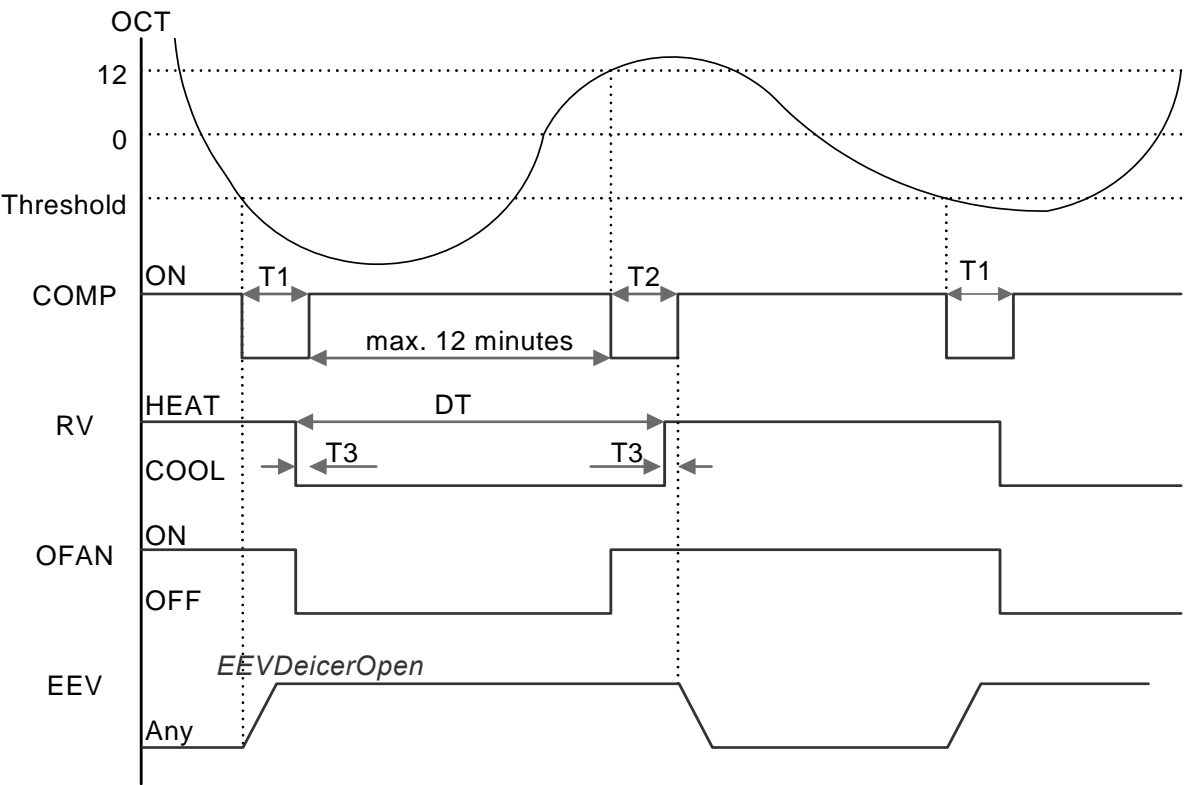 OCT
12
0
Threshold
COMP
ON
T1
T2
T1
max. 12 minutes
RV
HEAT
DT
COOL
T3
T3
OFAN
ON
OFF
EEV
EEVDeicerOpen
Any